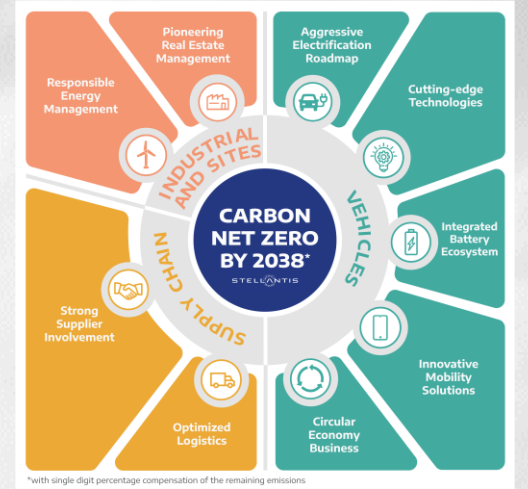 Pioneering
Real Estate
Management
Aggressive
Electrification
Roadmap
Responsible
Energy
Management
Cutting-edge
Technologies
INDUSTRIAL
AND SITES
VEHICLES
SUPPLY CHAIN
CARBON
NET ZERO
BY 2038*
STELLANTIS
Integrated
Battery
Ecosystem
Strong
Supplier
Involvement
Innovative
Mobility
Solutions
Optimized
Logistics
Circular
Economy
Business
*with single digit percentage compensation of the remaining emissions